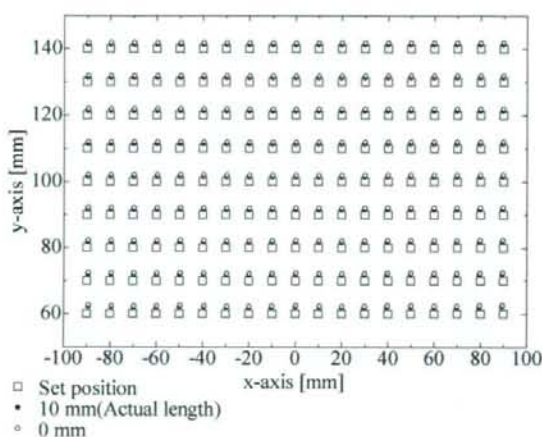 140
120
100
80
60
y-axis [mm]
-100 -80 -60 -40 -20 0 20 40 60 80 100
x-axis [mm]
□ Set position
• 10 mm(Actual length)
○ 0 mm